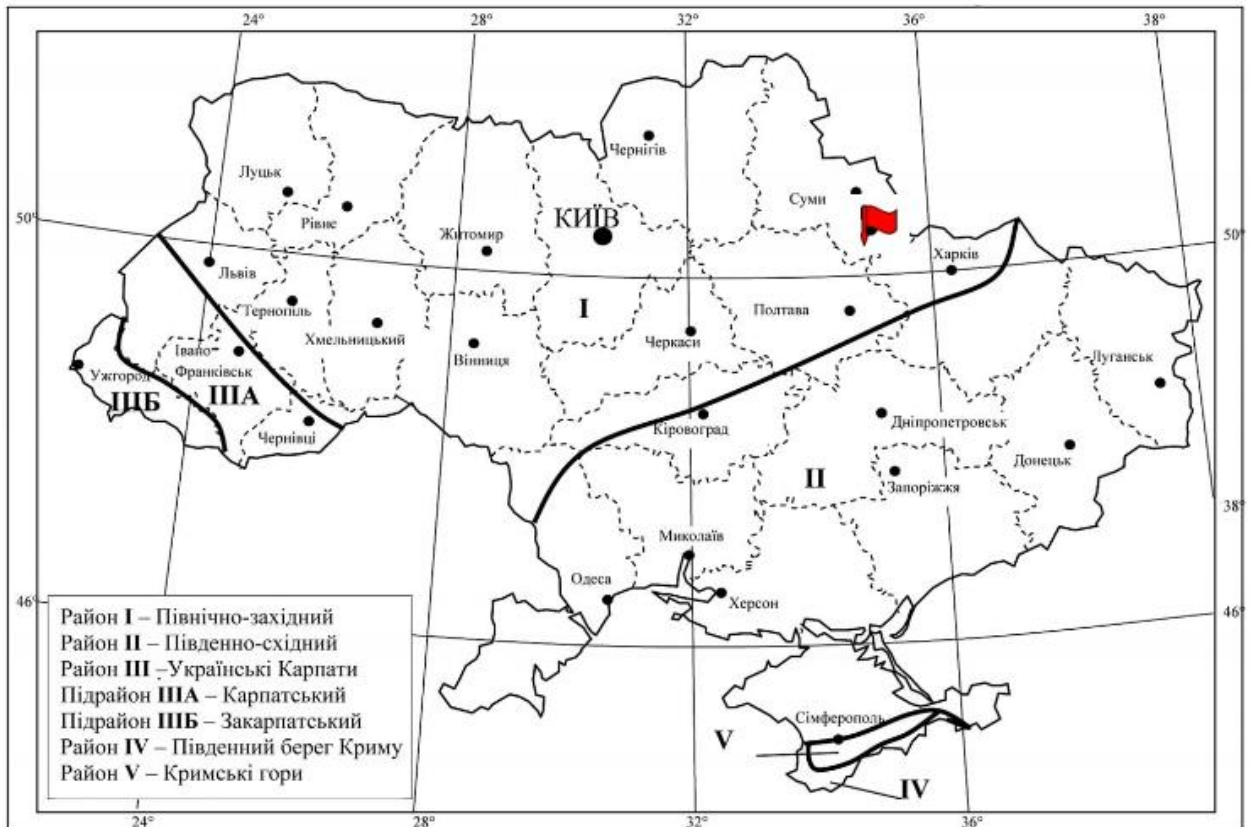 24°
28°
32°
36°
38°
Чернігів
Луцьк
Суми
Рівне
КИЇВ
50°
50°
Житомир
Харків
Львів
Тернопіль
I
Полтава
Хмельницький
Черкаси
Вінниця
Івано-
Франківськ
Луганськ
Ужгород
ІІІБ
ІІІА
Чернівці
Кіровоград
Дніпропетровськ
Донецьк
II
Запоріжжя
38°
Миколаїв
Одеса
Херсон
46°
46°
Район I – Північно-західний
Район II – Південно-східний
Район III –Українські Карпати
Підрайон IIIА – Карпатський
Підрайон IIIБ – Закарпатський
Район IV – Південний берег Криму
Район V – Кримські гори
Сімферополь
V
IV
24°
28°
32°
36°